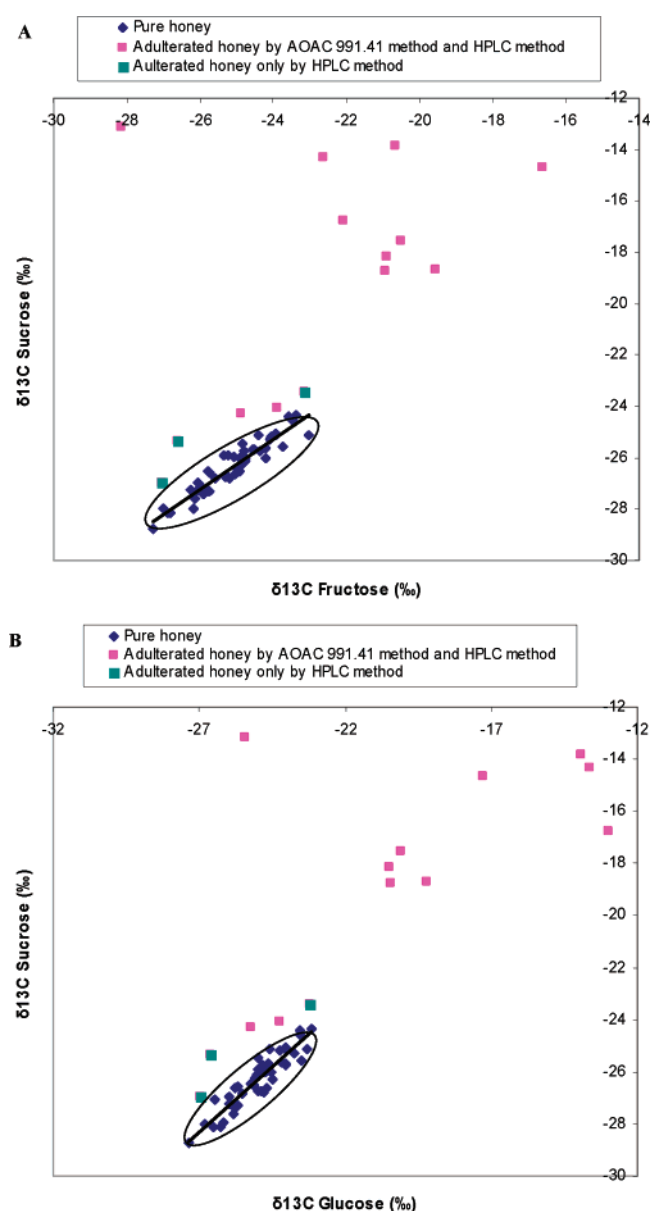 A
Pure honey
Adulterated honey by AOAC 991.41 method and HPLC method
Aulterated honey only by HPLC method
-30 -28 -26 -24 -22 -20 -18 -16 -14
-12
-14
-16
-18
-20
-22
-24
-26
-28
-30
δ13C Sucrose (‰)
δ13C Fructose (‰)
B
Pure honey
Adulterated honey by AOAC 991.41 method and HPLC method
Adulterated honey only by HPLC method
-32 -27 -22 -17 -12
-12
-14
-16
-18
-20
-22
-24
-26
-28
-30
δ13C Sucrose (‰)
δ13C Glucose (‰)